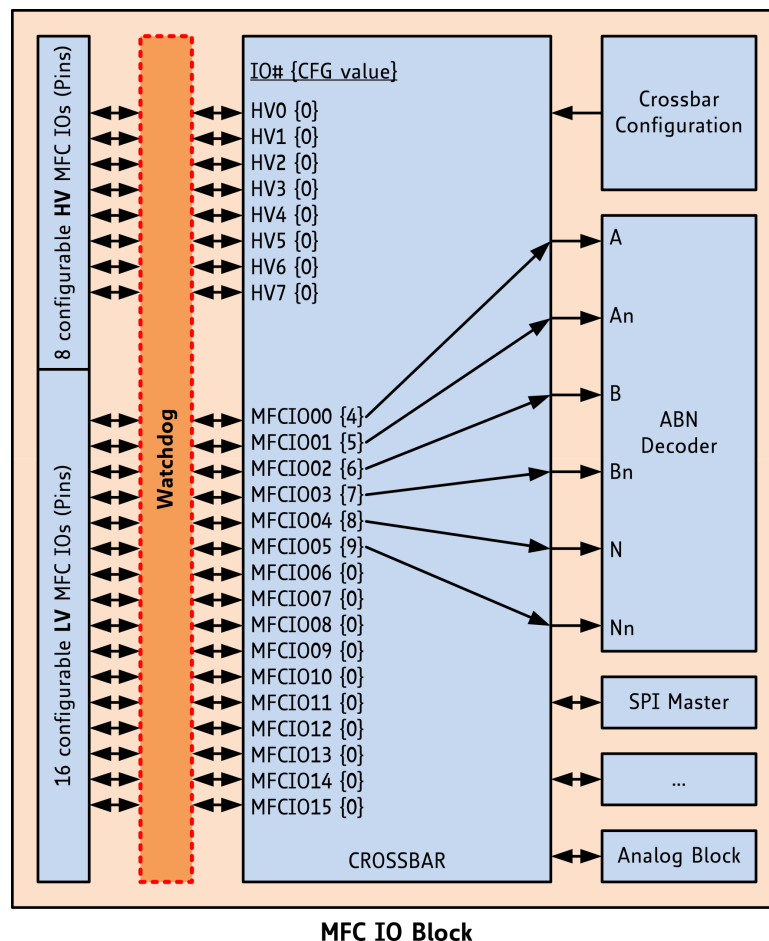 8 configurable HV MFC IOs (Pins)
16 configurable LV MFC IOs (Pins)
Watchdog
IO# {CFG value}
HV0 {0}
HV1 {0}
HV2 {0}
HV3 {0}
HV4 {0}
HV5 {0}
HV6 {0}
HV7 {0}
MFCIO00 {4}
MFCIO01 {5}
MFCIO02 {6}
MFCIO03 {7}
MFCIO04 {8}
MFCIO05 {9}
MFCIO06 {0}
MFCIO07 {0}
MFCIO08 {0}
MFCIO09 {0}
MFCIO10 {0}
MFCIO11 {0}
MFCIO12 {0}
MFCIO13 {0}
MFCIO14 {0}
MFCIO15 {0}
CROSSBAR
Crossbar
Configuration
A
An
B
Bn
N
Nn
ABN
Decoder
SPI Master
...
Analog Block
MFC IO Block